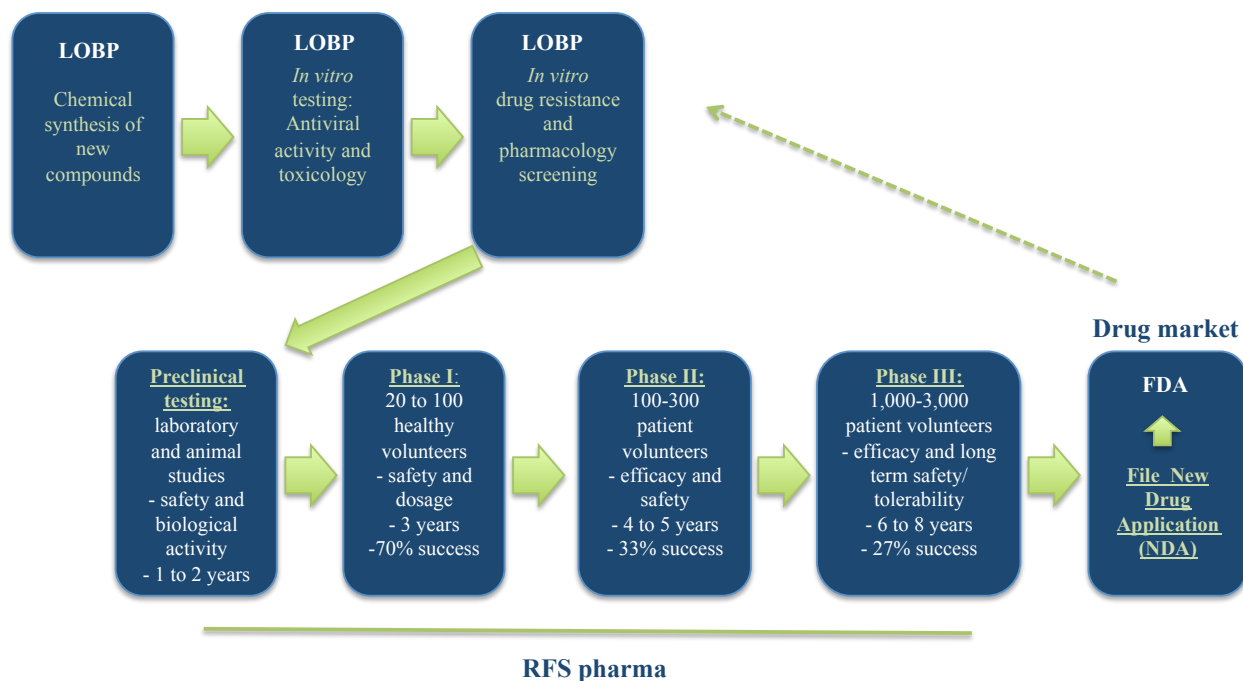 LOBP
Chemical
synthesis of
new
compounds
LOBP
In vitro
testing:
Antiviral
activity and
toxicology
LOBP
In vitro
drug resistance
and
pharmacology
screening
Preclinical
testing:
laboratory
and animal
studies
- safety and
biological
activity
- 1 to 2 years
Phase I:
20 to 100
healthy
volunteers
- safety and
dosage
- 3 years
-70% success
Phase II:
100-300
patient
volunteers
- efficacy and
safety
- 4 to 5 years
- 33% success
Phase III:
1,000-3,000
patient volunteers
- efficacy and long
term safety/
tolerability
- 6 to 8 years
- 27% success
Drug market
FDA
File New
Drug
Application
(NDA)
RFS pharma